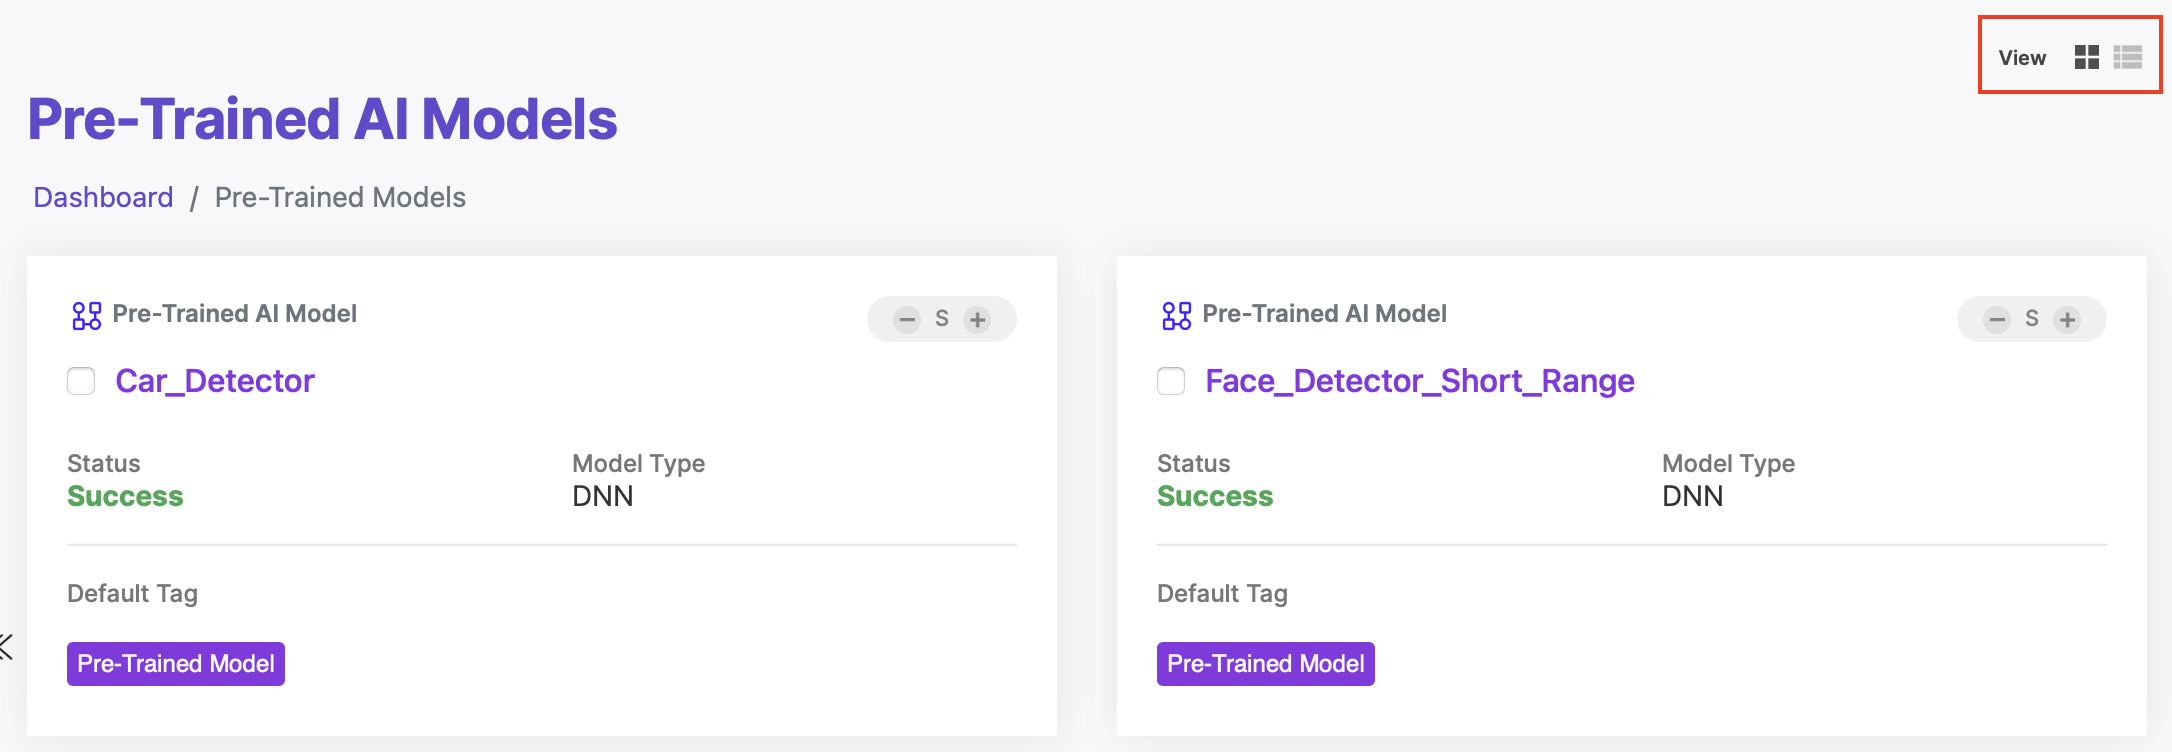 View
Pre-Trained AI Models
Dashboard / Pre-Trained Models
Pre-Trained AI Model
S
Car_Detector
Status
Success
Model Type
DNN
Default Tag
Pre-Trained Model
Pre-Trained AI Model
S
Face_Detector_Short_Range
Status
Success
Model Type
DNN
Default Tag
Pre-Trained Model